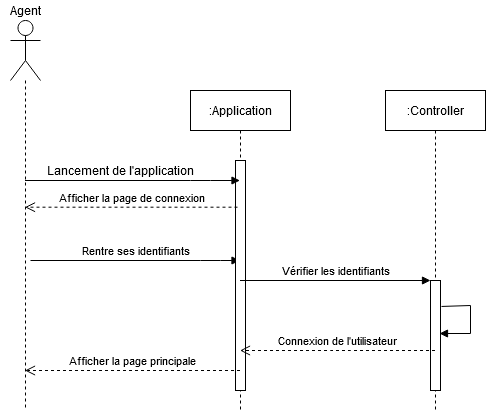 Agent
:Application
:Controller
Lancement de l'application
Afficher la page de connexion
Rentre ses identifiants
Vérifier les identifiants
Connexion de l'utilisateur
Afficher la page principale